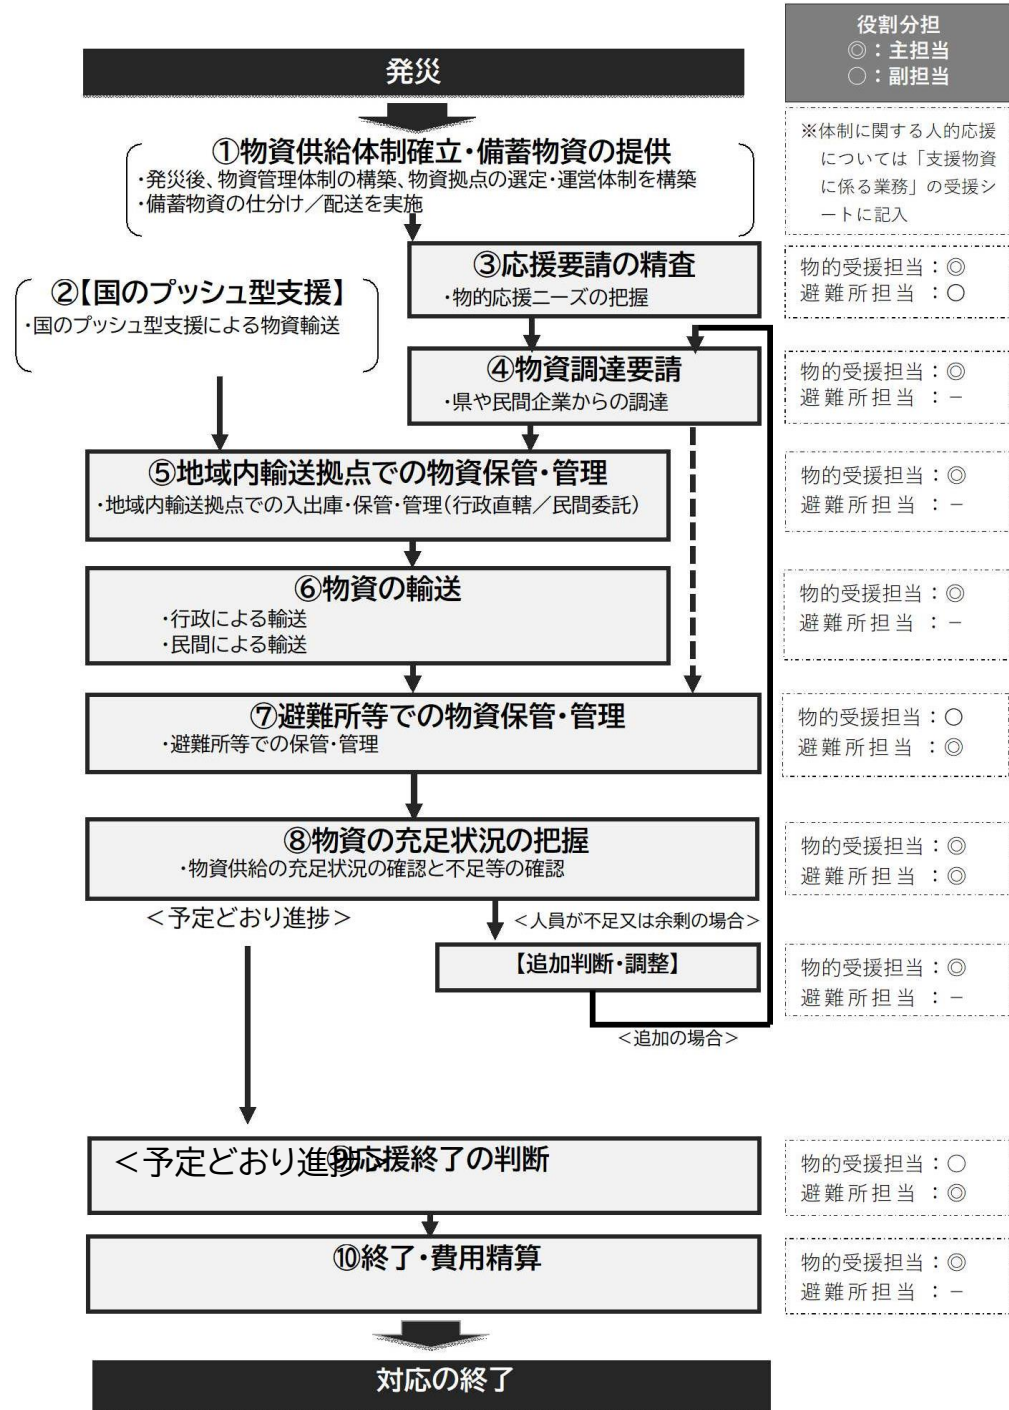 役割分担
◎：主担当
○：副担当
発災
①物資供給体制確立・備蓄物資の提供
・発災後、物資管理体制の構築、物資拠点の選定・運営体制を構築
・備蓄物資の仕分け／配送を実施
※体制に関する人的応援
については「支援物資
に係る業務」の受援シ
ートに記入
③応援要請の精査
・物的応援ニーズの把握
物的受援担当：◎
避難所担当：○
②【国のプッシュ型支援】
・国のプッシュ型支援による物資輸送
④物資調達要請
・県や民間企業からの調達
物的受援担当：◎
避難所担当：－
⑤地域内輸送拠点での物資保管・管理
・地域内輸送拠点での入出庫・保管・管理（行政直轄／民間委託）
物的受援担当：◎
避難所担当：－
⑥物資の輸送
・行政による輸送
・民間による輸送
物的受援担当：◎
避難所担当：－
⑦避難所等での物資保管・管理
・避難所等での保管・管理
物的受援担当：○
避難所担当：◎
⑧物資の充足状況の把握
・物資供給の充足状況の確認と不足等の確認
物的受援担当：◎
避難所担当：◎
＜予定どおり進捗＞
＜人員が不足又は余剰の場合＞
【追加判断・調整】
物的受援担当：◎
避難所担当：－
＜追加の場合＞
＜予定どおり進捗＞
⑨応援終了の判断
物的受援担当：○
避難所担当：◎
⑩終了・費用精算
物的受援担当：◎
避難所担当：－
対応の終了